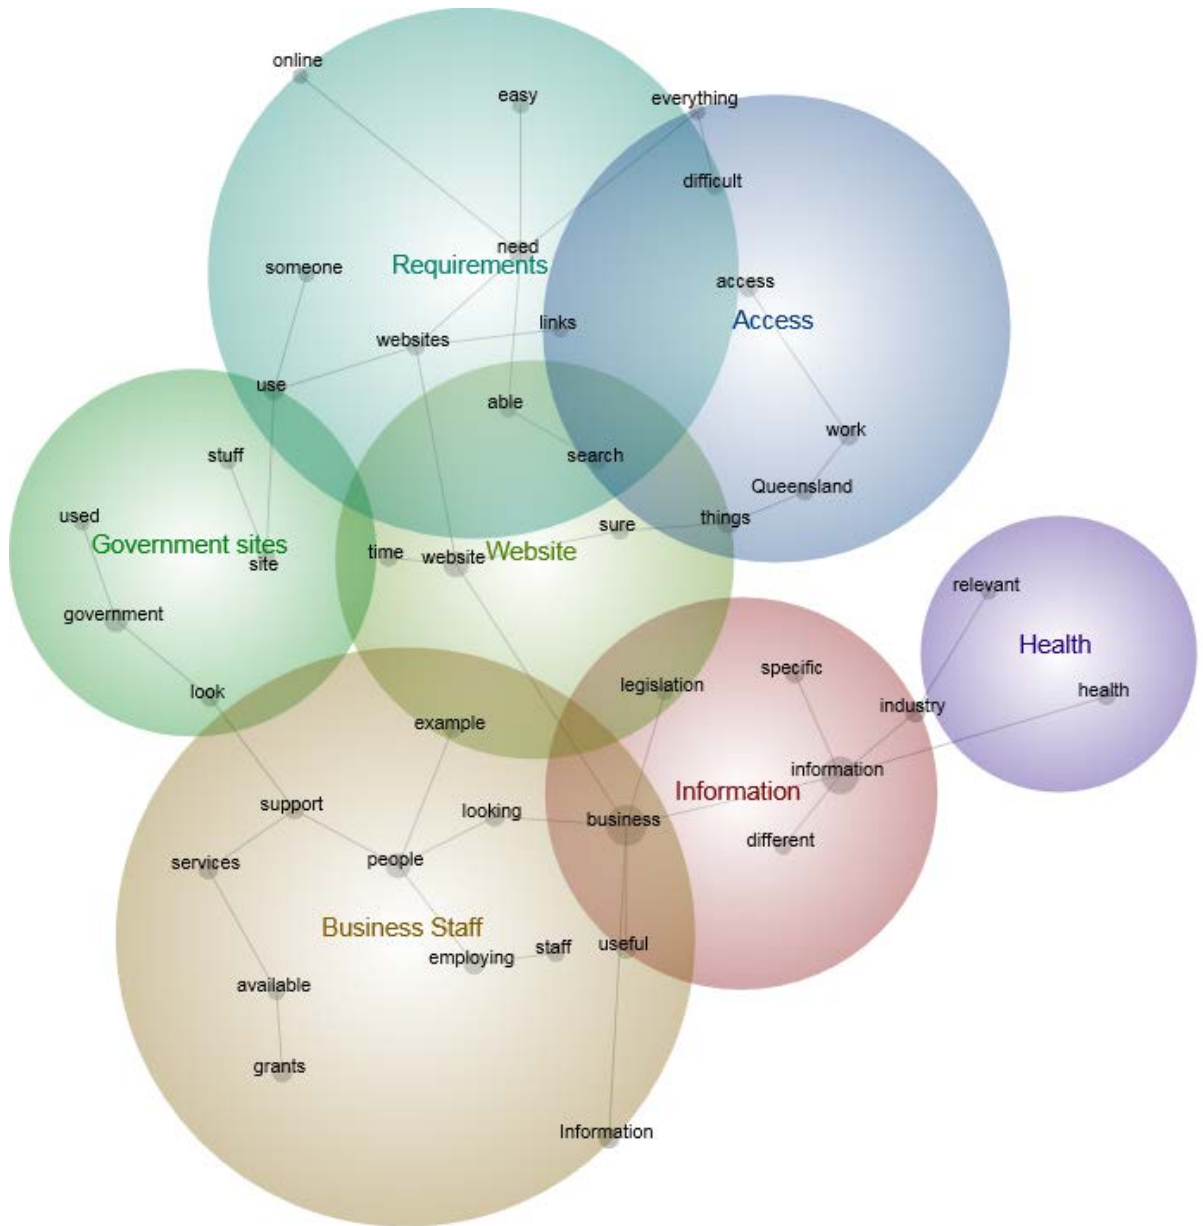 online
easy
everything
difficult
need
Requirements
someone
access
Access
links
websites
use
able
work
stuff
search
Queensland
used
things
sure
Government sites
time
website
Website
site
relevant
government
Health
specific
legislation
look
health
industry
example
information
Information
support
looking
business
different
services
people
Business Staff
staff
useful
employing
available
grants
Information